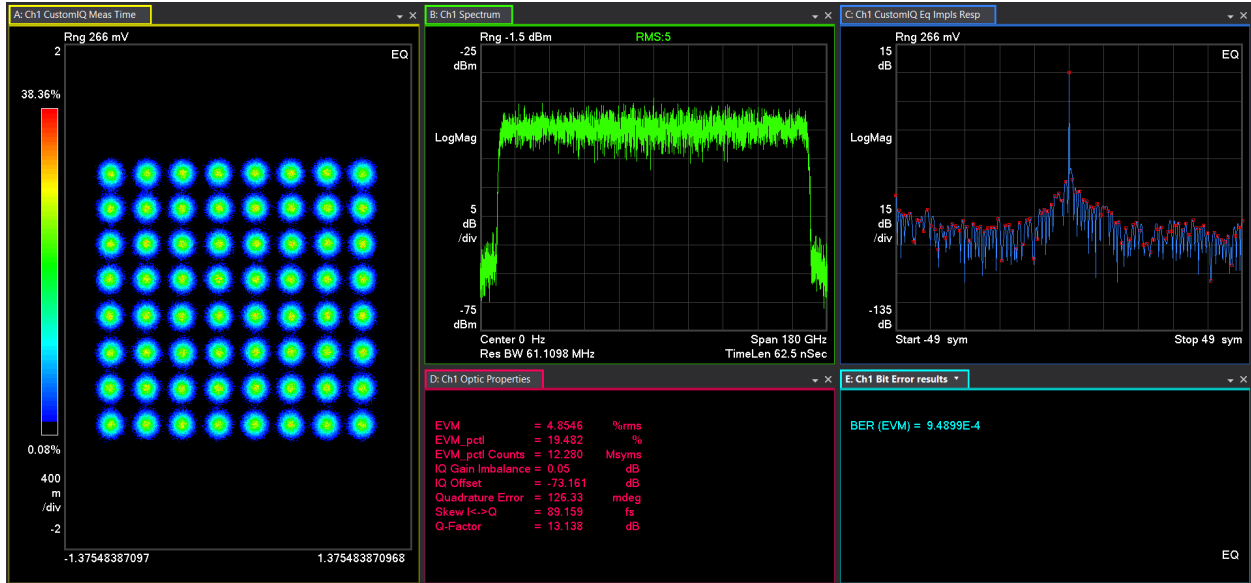 A: Ch1 CustomIQ Meas Time
Rng 266 mV
2
EQ
38.36%
0.08%
400
m
/div
-2
-1.37548387097
1.375483870968
B: Ch1 Spectrum
Rng -1.5 dBm
RMS:5
-25
dBm
LogMag
5
dB
/div
-75
dBm
Center 0 Hz
Span 180 GHz
Res BW 61.1098 MHz
TimeLen 62.5 nSec
C: Ch1 CustomIQ Eq Impls Resp
Rng 266 mV
15
dB
EQ
LogMag
15
dB
/div
-135
dB
Start -49 sym
Stop 49 sym
D: Ch1 Optic Properties
EVM = 4.8546 %rms
EVM_pctl = 19.482 %
EVM_pctl Counts = 12.280 Msyms
IQ Gain Imbalance = 0.05 dB
IQ Offset = -73.161 dB
Quadrature Error = 126.33 mdeg
Skew I<->Q = 89.159 fs
Q-Factor = 13.138 dB
E: Ch1 Bit Error results
BER (EVM) = 9.4899E-4
EQ